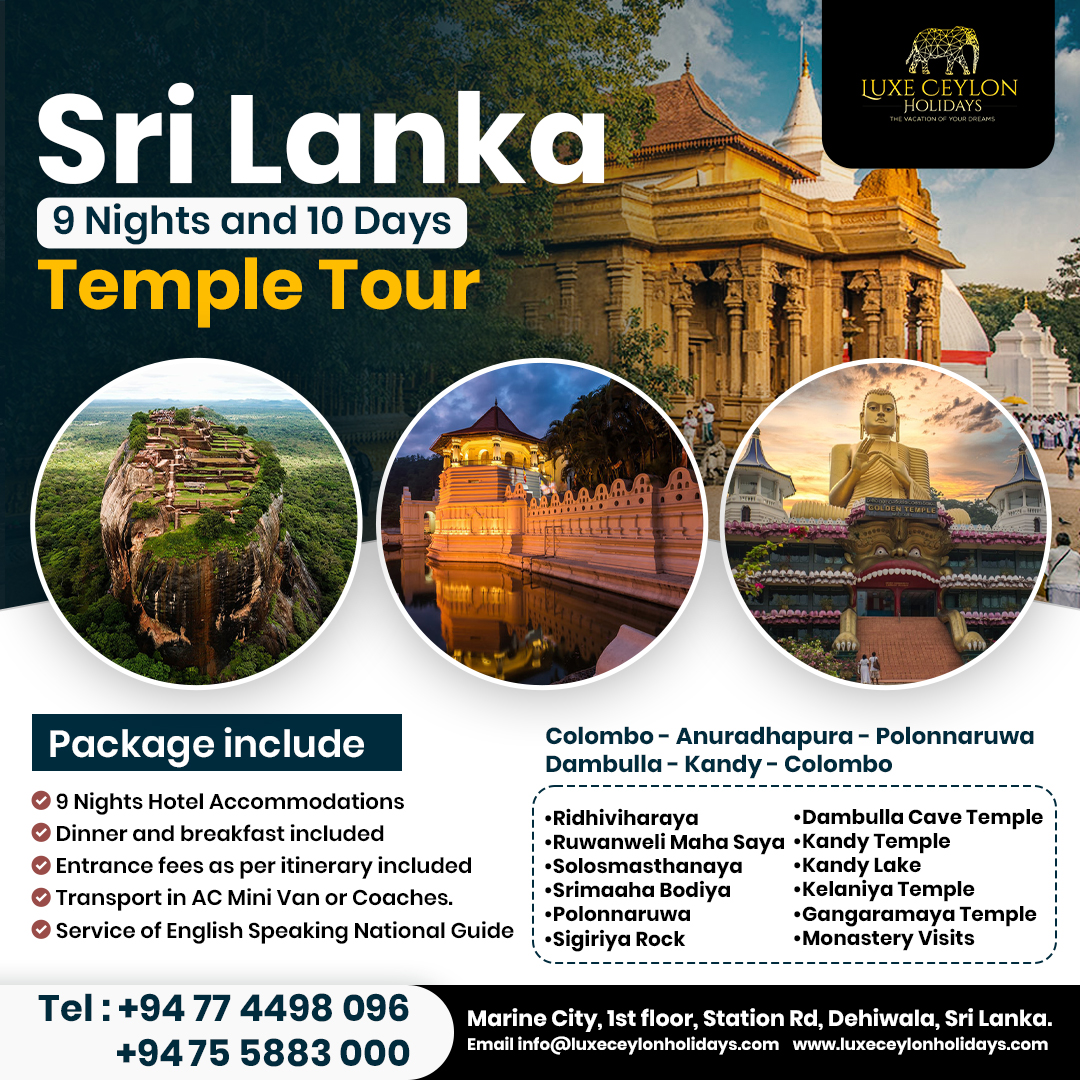 LUXE CEYLON
HOLIDAYS
THE VACATION OF YOUR DREAMS
Sri Lanka
9 Nights and 10 Days
Temple Tour
GOLDEN TEMPLE
Package include
9 Nights Hotel Accommodations
Dinner and breakfast included
Entrance fees as per itinerary included
Transport in AC Mini Van or Coaches.
Service of English Speaking National Guide
Colombo - Anuradhapura - Polonnaruwa
Dambulla - Kandy - Colombo
•Ridhiviharaya
•Ruwanweli Maha Saya
•Solosmasthanaya
•Srimaaha Bodiya
•Polonnaruwa
•Sigiriya Rock
•Dambulla Cave Temple
•Kandy Temple
•Kandy Lake
•Kelaniya Temple
•Gangaramaya Temple
•Monastery Visits
Tel : +94 77 4498 096
+94 75 5883 000
Marine City, 1st floor, Station Rd, Dehiwala, Sri Lanka.
Email info@luxeceylonholidays.com www.luxeceylonholidays.com